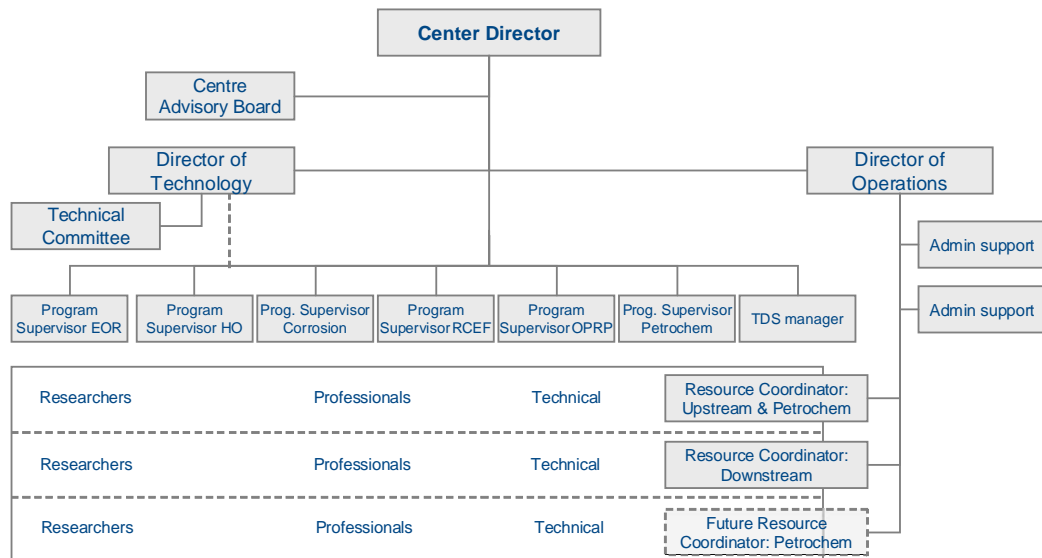 Center Director
Centre
Advisory Board
Director of
Technology
Director of
Operations
Technical
Committee
Admin support
Program
Supervisor EOR
Program
Supervisor HO
Prog. Supervisor
Corrosion
Program
Supervisor RCEF
Program
Supervisor OPRP
Prog. Supervisor
Petrochem
TDS manager
Admin support
Researchers
Professionals
Technical
Resource Coordinator:
Upstream & Petrochem
Researchers
Professionals
Technical
Resource Coordinator:
Downstream
Researchers
Professionals
Technical
Future Resource
Coordinator: Petrochem